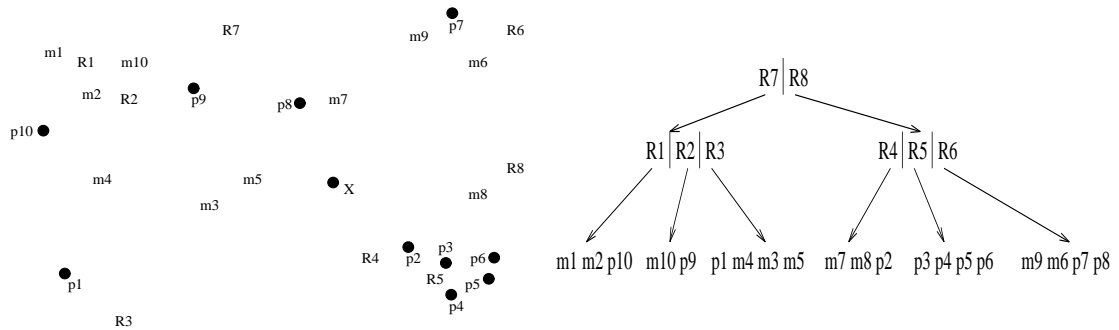 R7
m9
p7
R6
m1
R1
m10
m6
m2
R2
p9
p8
m7
p10
m4
m5
X
R8
m3
m8
R4
p2
p3
p6
R5
p5
p1
p4
R3
R7 R8
R1 R2 R3
R4 R5 R6
m1 m2 p10
m10 p9
p1 m4 m3 m5
m7 m8 p2
p3 p4 p5 p6
m9 m6 p7 p8